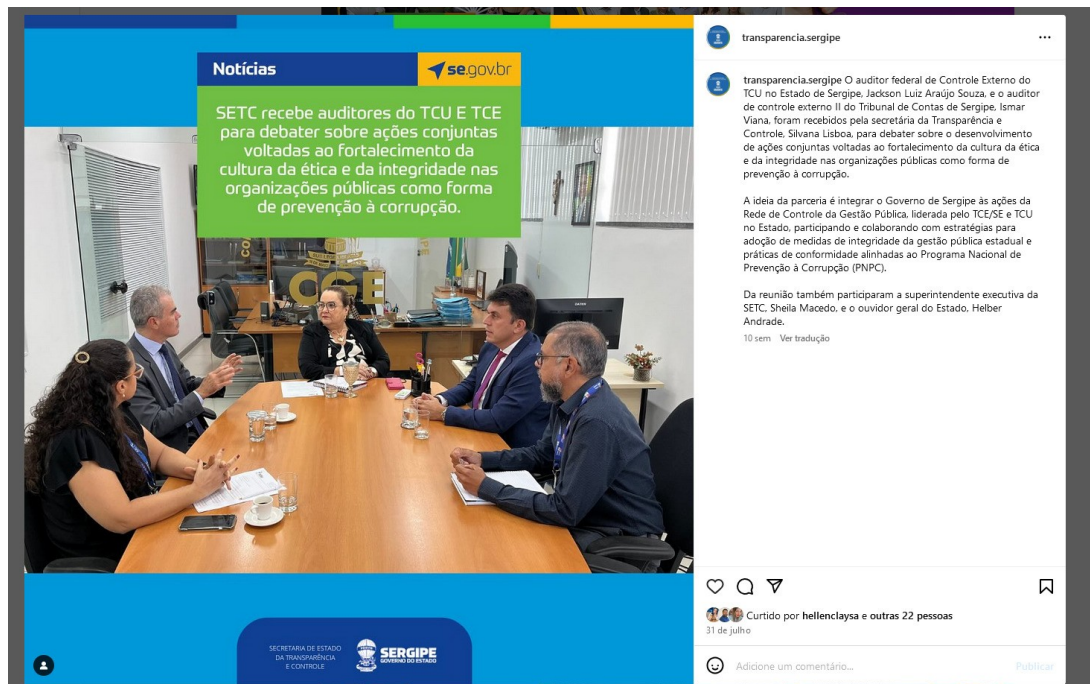 Notícias
se.gov.br
SETC recebe auditores do TCU E TCE
para debater sobre ações conjuntas
voltadas ao fortalecimento da
cultura da ética e da integridade nas
organizações públicas como forma
de prevenção à corrupção.
CGE
SECRETARIA DE ESTADO
DA TRANSPARÊNCIA
E CONTROLE
SERGIPE
GOVERNO DO ESTADO
transparencia.sergipe
transparencia.sergipe O auditor federal de Controle Externo do
TCU no Estado de Sergipe, Jackson Luiz Araújo Souza, e o auditor
de controle externo II do Tribunal de Contas de Sergipe, Ismar
Viana, foram recebidos pela secretária da Transparência e
Controle, Silvana Lisboa, para debater sobre o desenvolvimento
de ações conjuntas voltadas ao fortalecimento da cultura da ética
e da integridade nas organizações públicas como forma de
prevenção à corrupção.
A ideia da parceria é integrar o Governo de Sergipe às ações da
Rede de Controle da Gestão Pública, liderada pelo TCE/SE e TCU
no Estado, participando e colaborando com estratégias para
adoção de medidas de integridade da gestão pública estadual e
práticas de conformidade alinhadas ao Programa Nacional de
Prevenção à Corrupção (PNPC).
Da reunião também participaram a superintendente executiva da
SETC, Sheila Macedo, e o ouvidor geral do Estado, Helber
Andrade.
10 sem Ver tradução
Curtido por hellenclaysa e outras 22 pessoas
31 de julho
Adicione um comentário...
Publicar